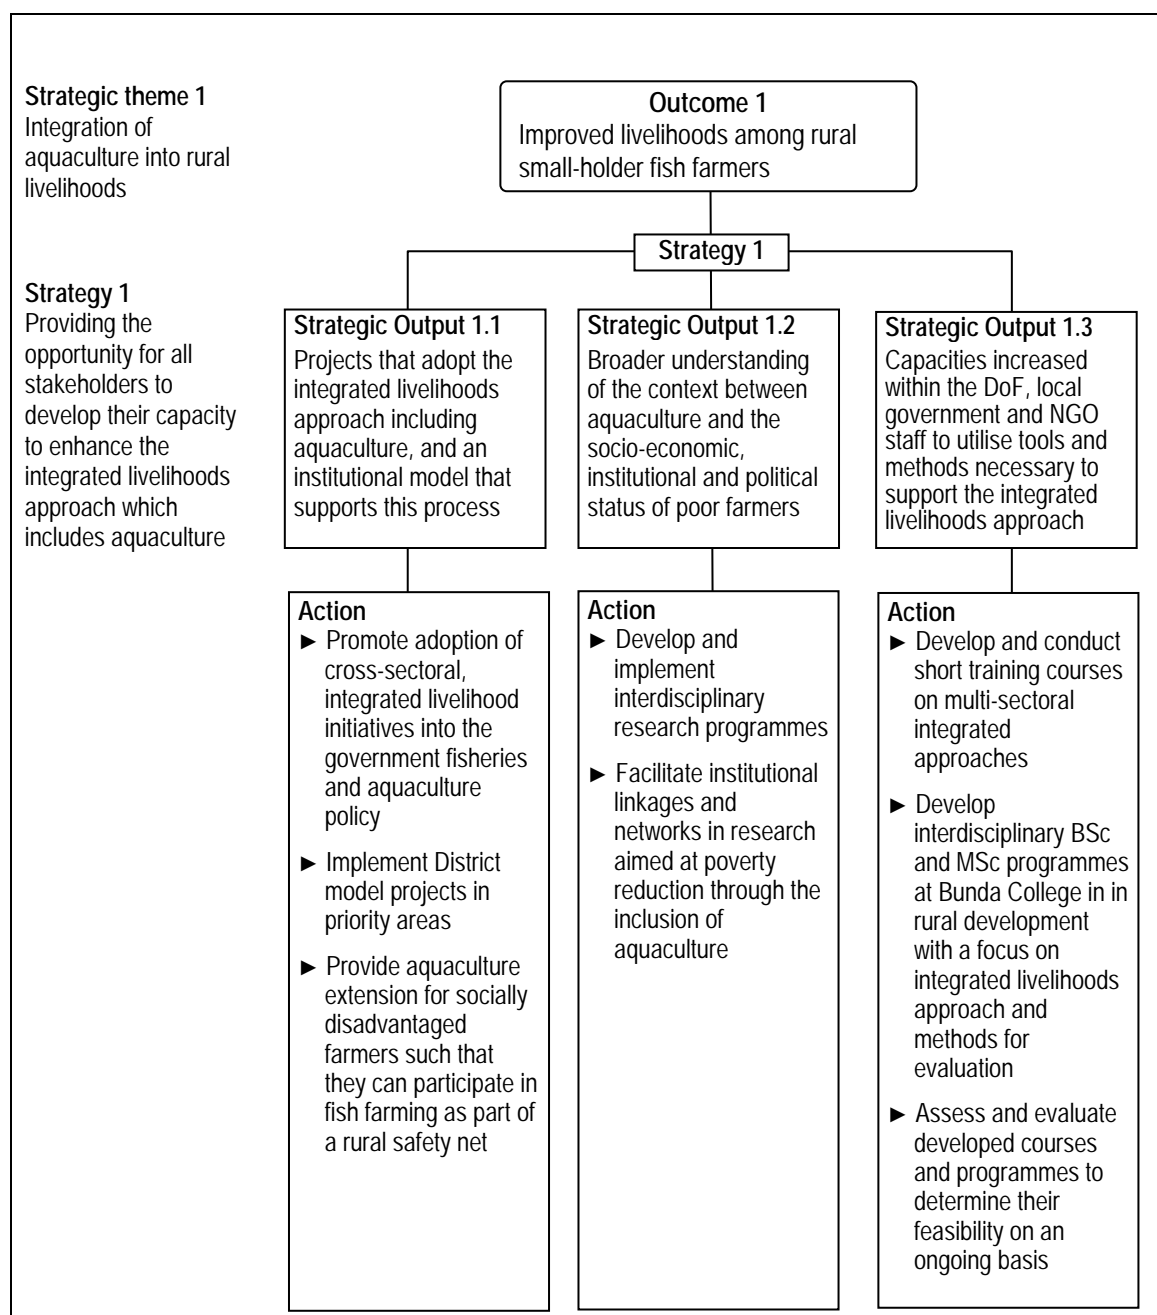 Strategic theme 1
Integration of
aquaculture into rural
livelihoods
Outcome 1
Improved livelihoods among rural
small-holder fish farmers
Strategy 1
Strategy 1
Providing the
opportunity for all
stakeholders to
develop their capacity
to enhance the
integrated livelihoods
approach which
includes aquaculture
Strategic Output 1.1
Projects that adopt the
integrated livelihoods
approach including
aquaculture, and an
institutional model that
supports this process
Strategic Output 1.2
Broader understanding
of the context between
aquaculture and the
socio-economic,
institutional and political
status of poor farmers
Strategic Output 1.3
Capacities increased
within the DoF, local
government and NGO
staff to utilise tools and
methods necessary to
support the integrated
livelihoods approach
Action
► Promote adoption of
cross-sectoral,
integrated livelihood
initiatives into the
government fisheries
and aquaculture
policy
► Implement District
model projects in
priority areas
► Provide aquaculture
extension for socially
disadvantaged
farmers such that
they can participate in
fish farming as part of
a rural safety net
Action
► Develop and
implement
interdisciplinary
research programmes
► Facilitate institutional
linkages and
networks in research
aimed at poverty
reduction through the
inclusion of
aquaculture
Action
► Develop and conduct
short training courses
on multi-sectoral
integrated
approaches
► Develop
interdisciplinary BSc
and MSc programmes
at Bunda College in in
rural development
with a focus on
integrated livelihoods
approach and
methods for
evaluation
► Assess and evaluate
developed courses
and programmes to
determine their
feasibility on an
ongoing basis